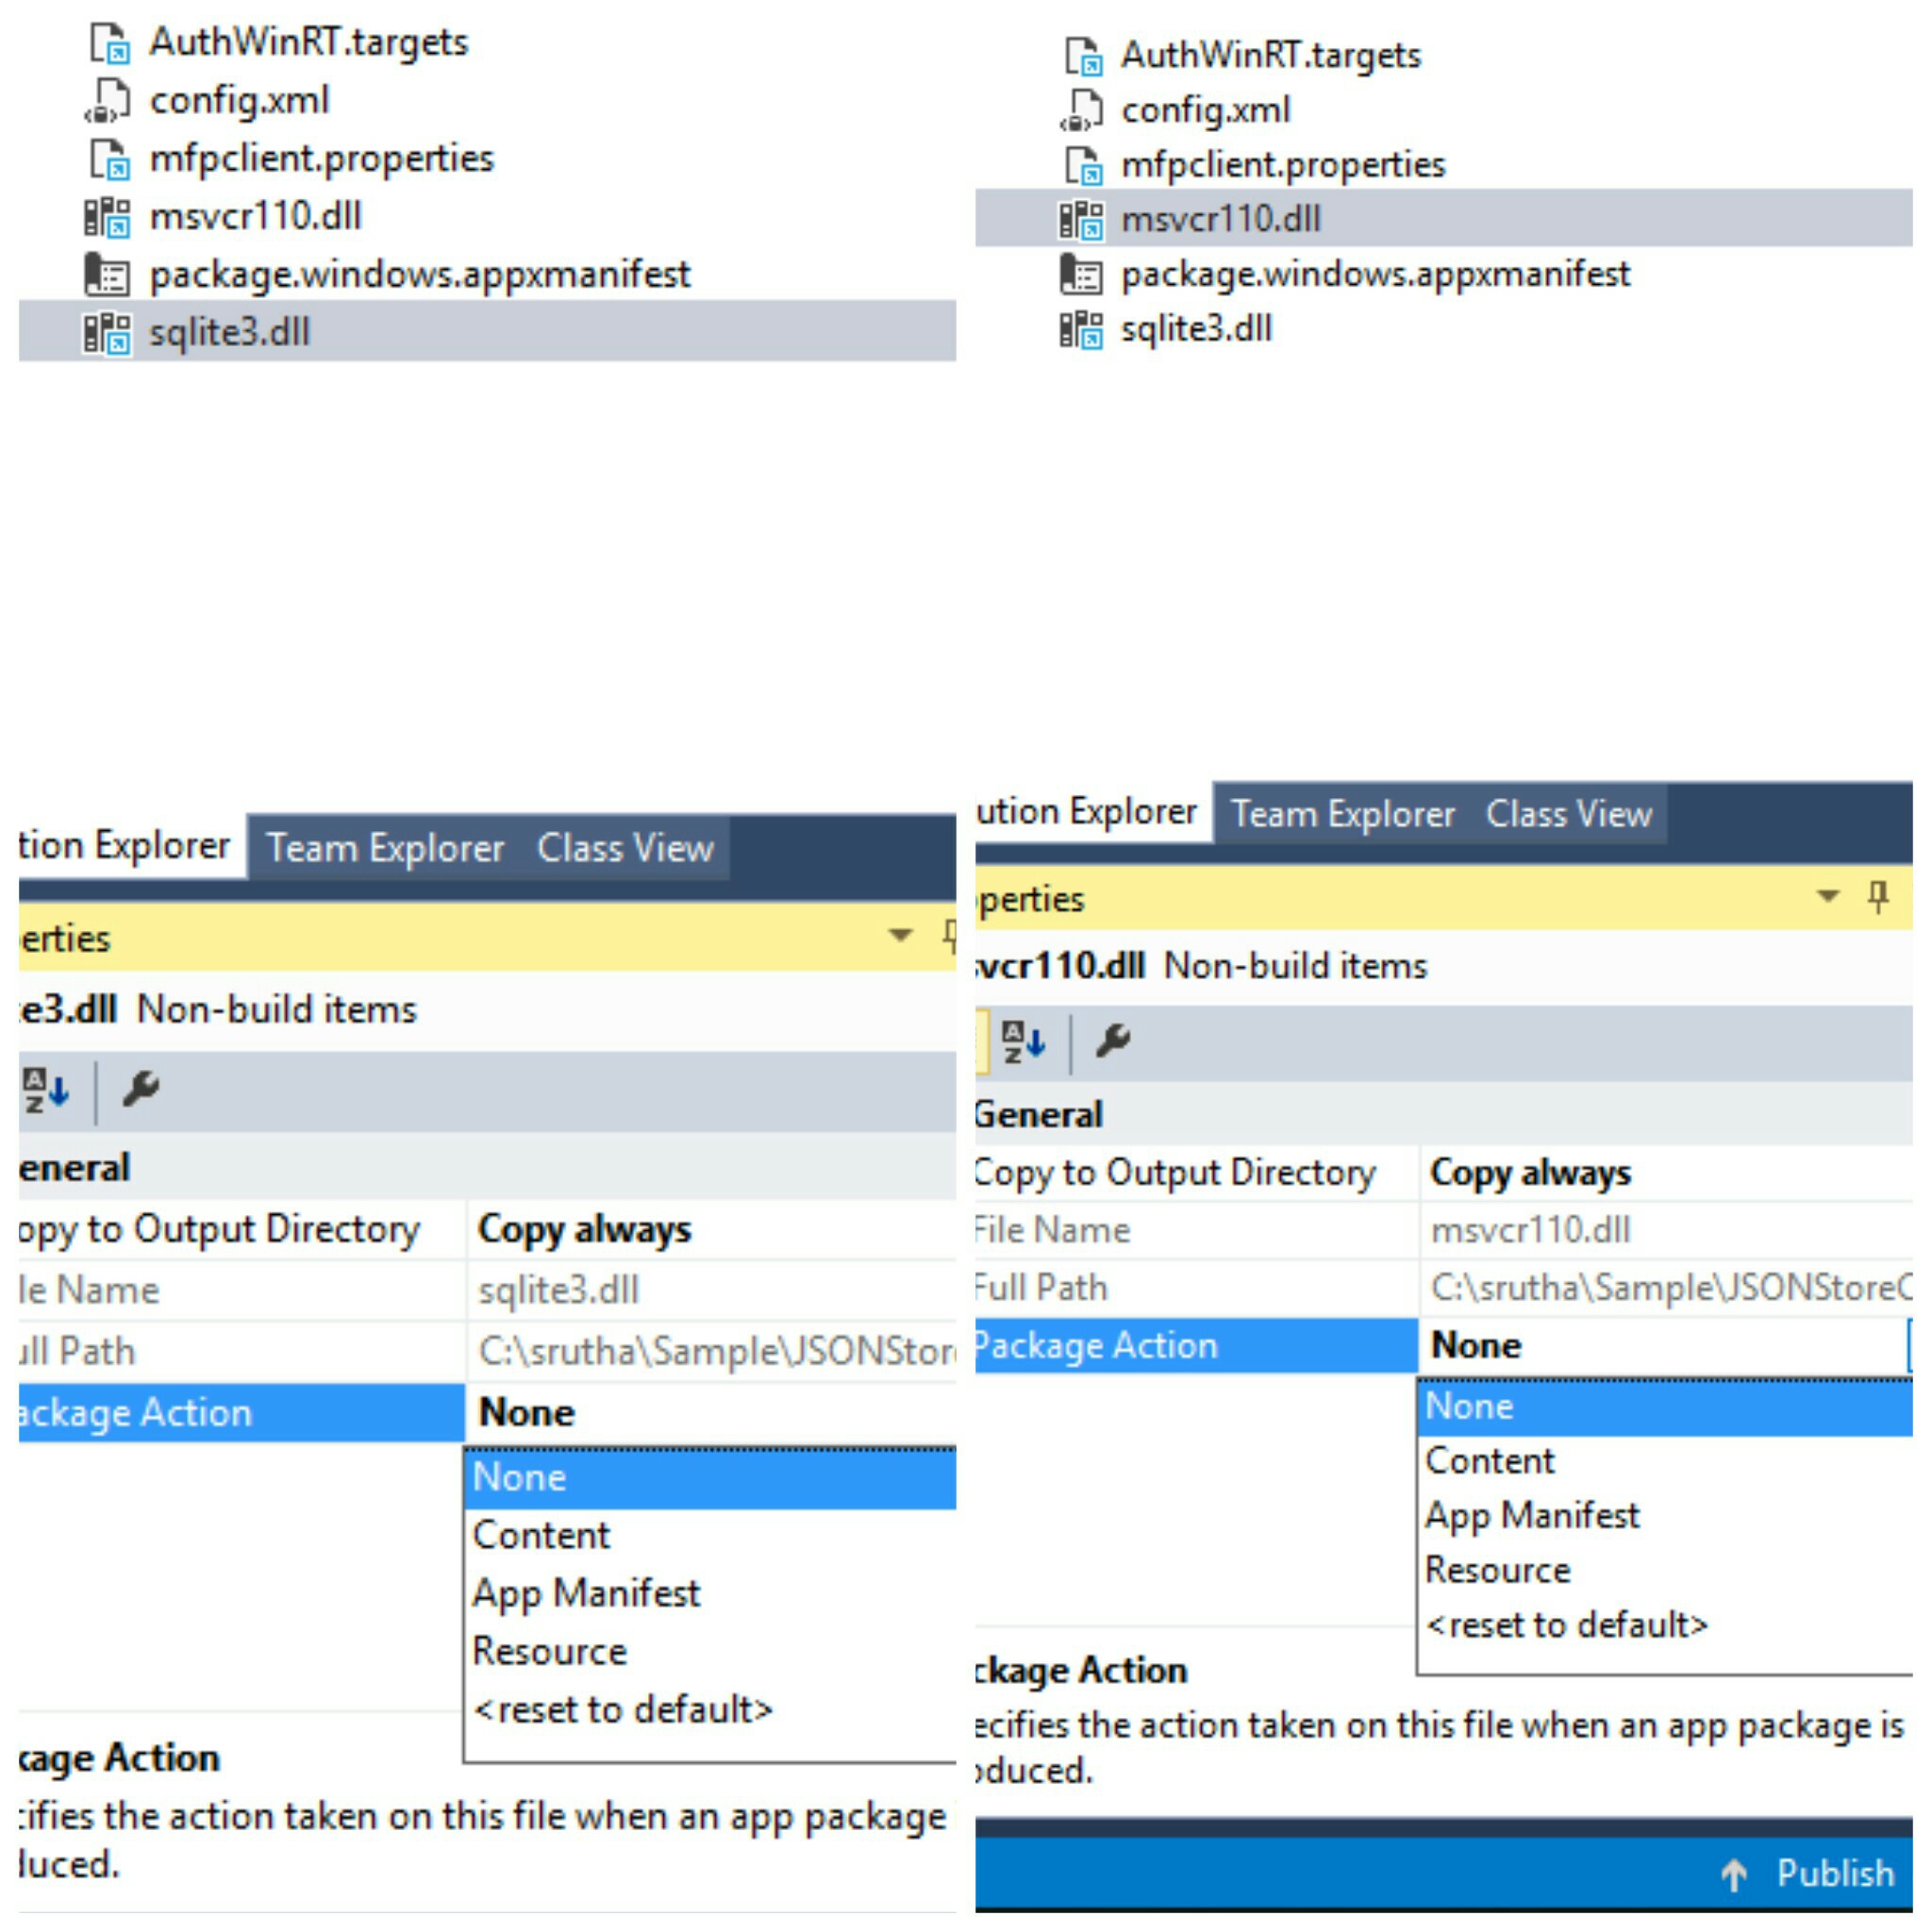 AuthWinRT.targets
config.xml
mfpclient.properties
msvcr110.dll
package.windows.appxmanifest
sqlite3.dll
tion Explorer Team Explorer Class View
erties
e3.dll Non-build items
eneral
opy to Output Directory Copy always
le Name sqlite3.dll
ull Path C:\srutha\Sample\JSONStor
ackage Action None
None
Content
App Manifest
Resource
<reset to default>
kage Action
cifies the action taken on this file when an app package
duced.
AuthWinRT.targets
config.xml
mfpclient.properties
msvcr110.dll
package.windows.appxmanifest
sqlite3.dll
ution Explorer Team Explorer Class View
perties
svcr110.dll Non-build items
General
Copy to Output Directory Copy always
File Name msvcr110.dll
Full Path C:\srutha\Sample\JSONStoreC
Package Action None
None
Content
App Manifest
Resource
<reset to default>
ckage Action
ecifies the action taken on this file when an app package is
oduced.
Publish